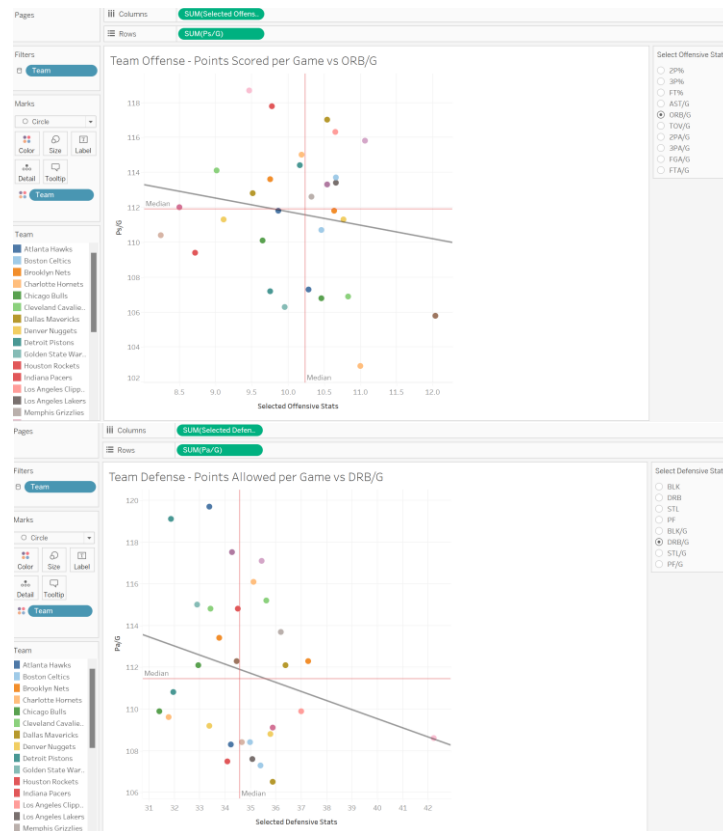 Pages
Columns
SUM(Selected Offens..
Rows
SUM(Ps/G)
Filters
Team
Marks
Circle
Color
Size
Label
Detail
Tooltip
Team
Team
Atlanta Hawks
Boston Celtics
Brooklyn Nets
Charlotte Hornets
Chicago Bulls
Cleveland Cavalie..
Dallas Mavericks
Denver Nuggets
Detroit Pistons
Golden State War..
Houston Rockets
Indiana Pacers
Los Angeles Clipp..
Los Angeles Lakers
Memphis Grizzlies
Team Offense - Points Scored per Game vs ORB/G
Ps/G
118
116
114
112
110
108
106
104
102
Median
Median
8.5
9.0
9.5
10.0
10.5
11.0
11.5
12.0
Selected Offensive Stats
Select Offensive Stats
2P%
3P%
FT%
AST/G
ORB/G
TOV/G
2PA/G
3PA/G
FGA/G
FTA/G
Pages
Columns
SUM(Selected Defen..
Rows
SUM(Pa/G)
Filters
Team
Marks
Circle
Color
Size
Label
Detail
Tooltip
Team
Team
Atlanta Hawks
Boston Celtics
Brooklyn Nets
Charlotte Hornets
Chicago Bulls
Cleveland Cavalie..
Dallas Mavericks
Denver Nuggets
Detroit Pistons
Golden State War..
Houston Rockets
Indiana Pacers
Los Angeles Clipp..
Los Angeles Lakers
Memphis Grizzlies
Team Defense - Points Allowed per Game vs DRB/G
Pa/G
120
118
116
114
112
110
108
106
Median
Median
31
32
33
34
35
36
37
38
39
40
41
42
Selected Defensive Stats
Select Defensive Stat
BLK
DRB
STL
PF
BLK/G
DRB/G
STL/G
PF/G